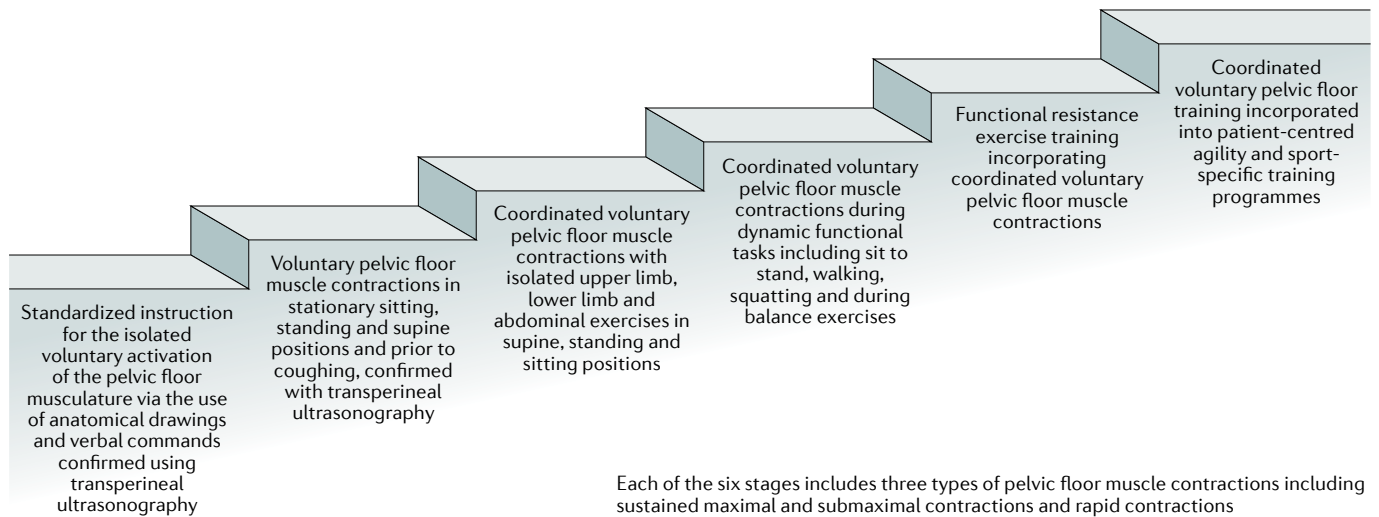 Standardized instruction
for the isolated
voluntary activation
of the pelvic floor
musculature via the use
of anatomical drawings
and verbal commands
confirmed using
transperineal
ultrasonography
Voluntary pelvic floor
muscle contractions in
stationary sitting,
standing and supine
positions and prior to
coughing, confirmed
with transperineal
ultrasonography
Coordinated voluntary
pelvic floor muscle
contractions with
isolated upper limb,
lower limb and
abdominal exercises in
supine, standing and
sitting positions
Coordinated voluntary
pelvic floor muscle
contractions during
dynamic functional
tasks including sit to
stand, walking,
squatting and during
balance exercises
Functional resistance
exercise training
incorporating
coordinated voluntary
pelvic floor muscle
contractions
Coordinated
voluntary pelvic floor
training incorporated
into patient-centred
agility and sport-
specific training
programmes
Each of the six stages includes three types of pelvic floor muscle contractions including
sustained maximal and submaximal contractions and rapid contractions